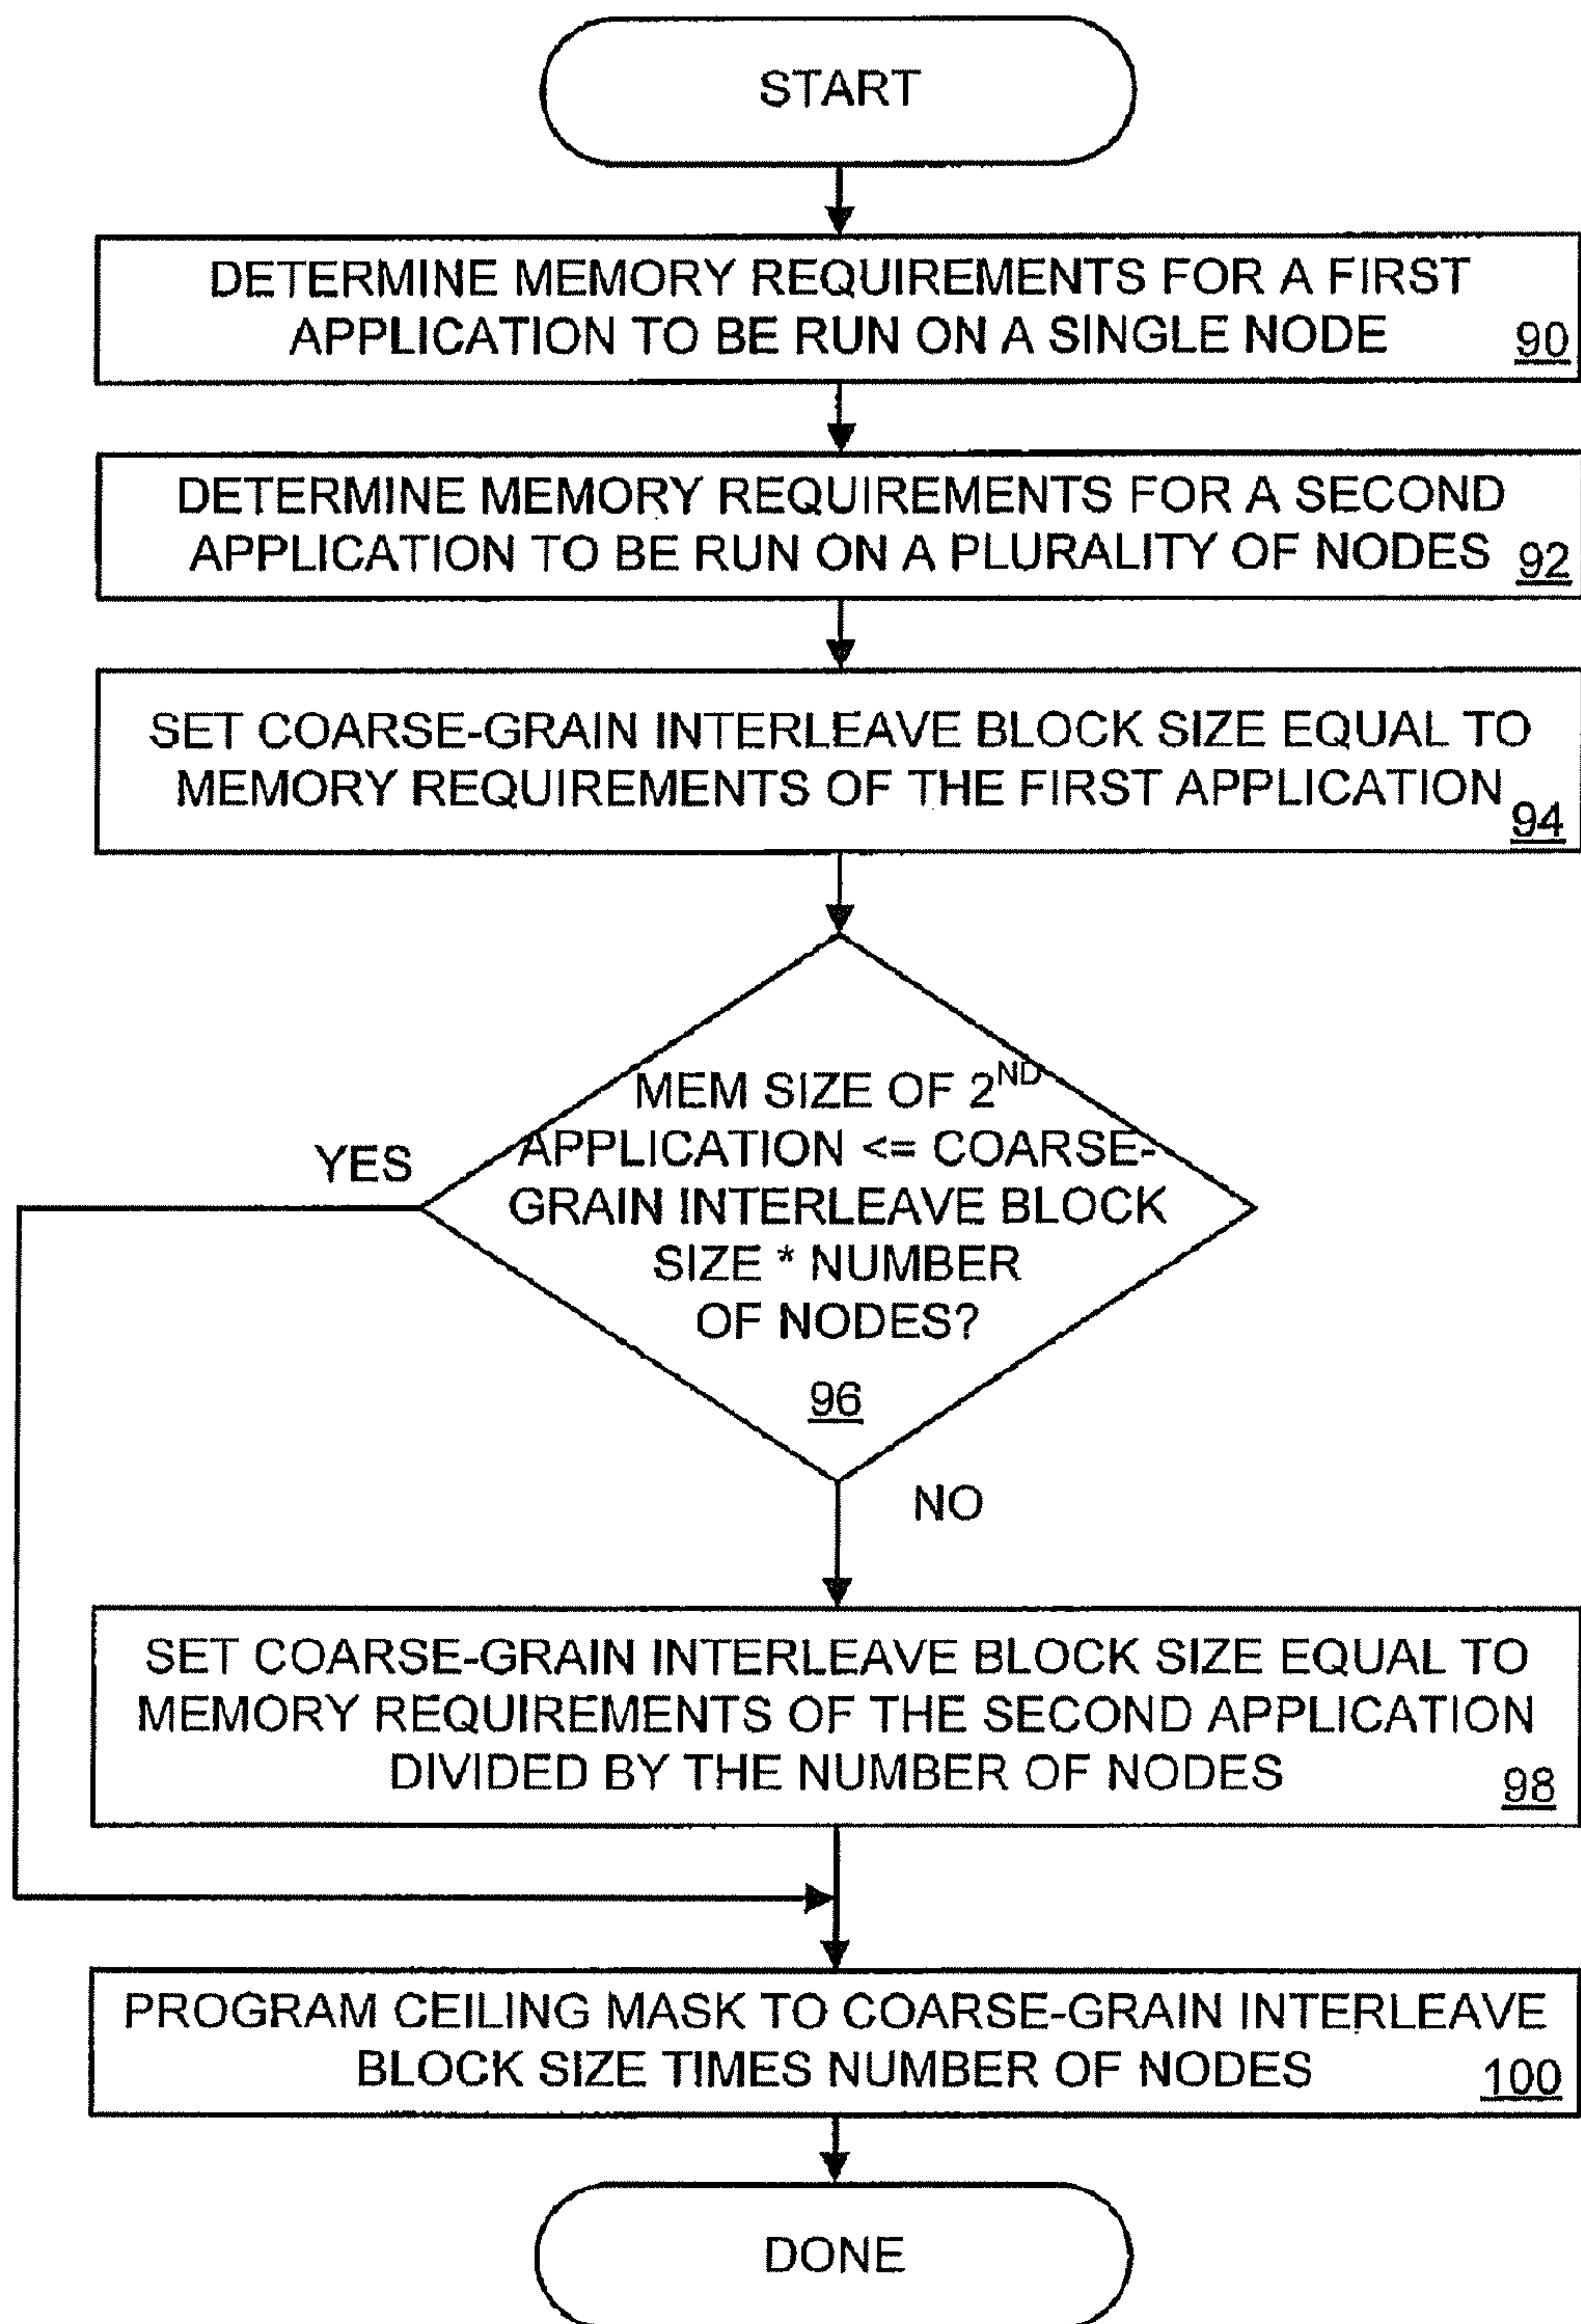 START
DETERMINE MEMORY REQUIREMENTS FOR A FIRST
APPLICATION TO BE RUN ON A SINGLE NODE 90
DETERMINE MEMORY REQUIREMENTS FOR A SECOND
APPLICATION TO BE RUN ON A PLURALITY OF NODES 92
SET COARSE-GRAIN INTERLEAVE BLOCK SIZE EQUAL TO
MEMORY REQUIREMENTS OF THE FIRST APPLICATION
94
MEM SIZE OF 2ND
APPLICATION <= COARSE-
GRAIN INTERLEAVE BLOCK
SIZE * NUMBER
OF NODES?
96
YES
NO
SET COARSE-GRAIN INTERLEAVE BLOCK SIZE EQUAL TO
MEMORY REQUIREMENTS OF THE SECOND APPLICATION
DIVIDED BY THE NUMBER OF NODES 98
PROGRAM CEILING MASK TO COARSE-GRAIN INTERLEAVE
BLOCK SIZE TIMES NUMBER OF NODES 100
DONE